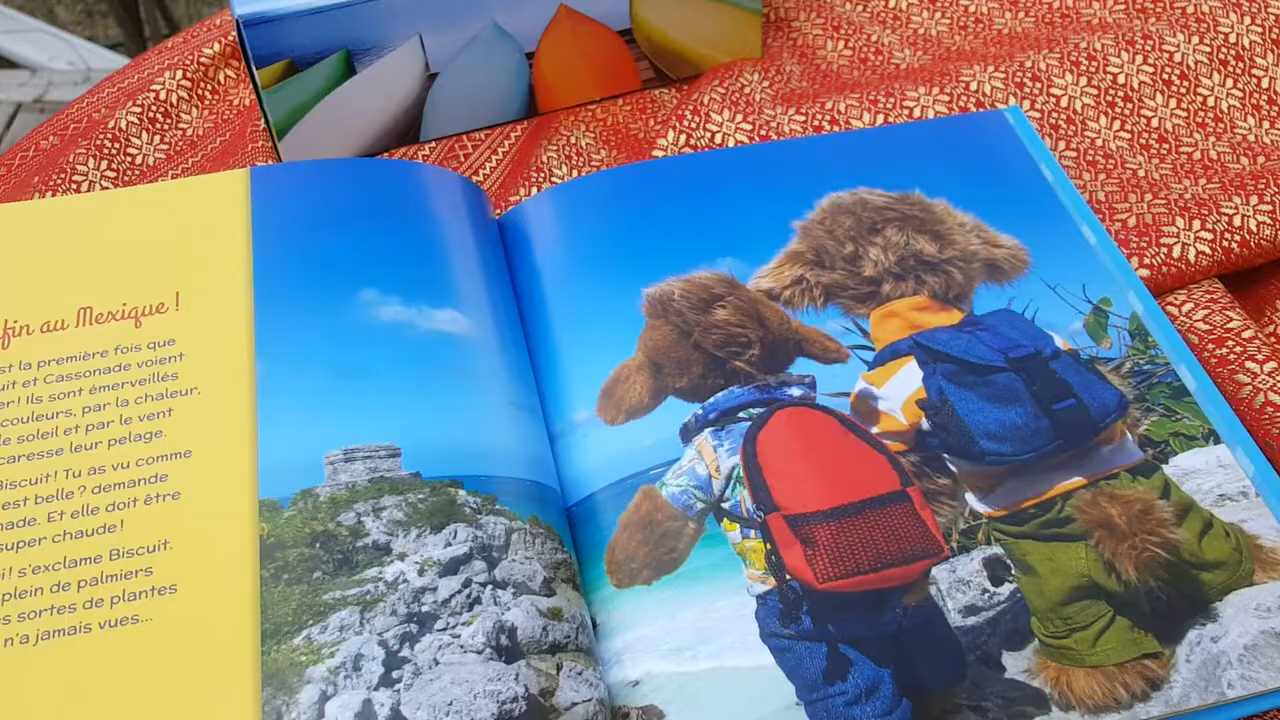 fin au Mexique !
st la première fois que
uit et Cassonade voient
er ! Ils sont émerveillés
couleurs, par la chaleur,
le soleil et par le vent
caresse leur pelage.
Biscuit ! Tu as vu comme
est belle ? demande
nade. Et elle doit être
super chaude !
i ! s'exclame Biscuit.
plein de palmiers
s sortes de plantes
n'a jamais vues...